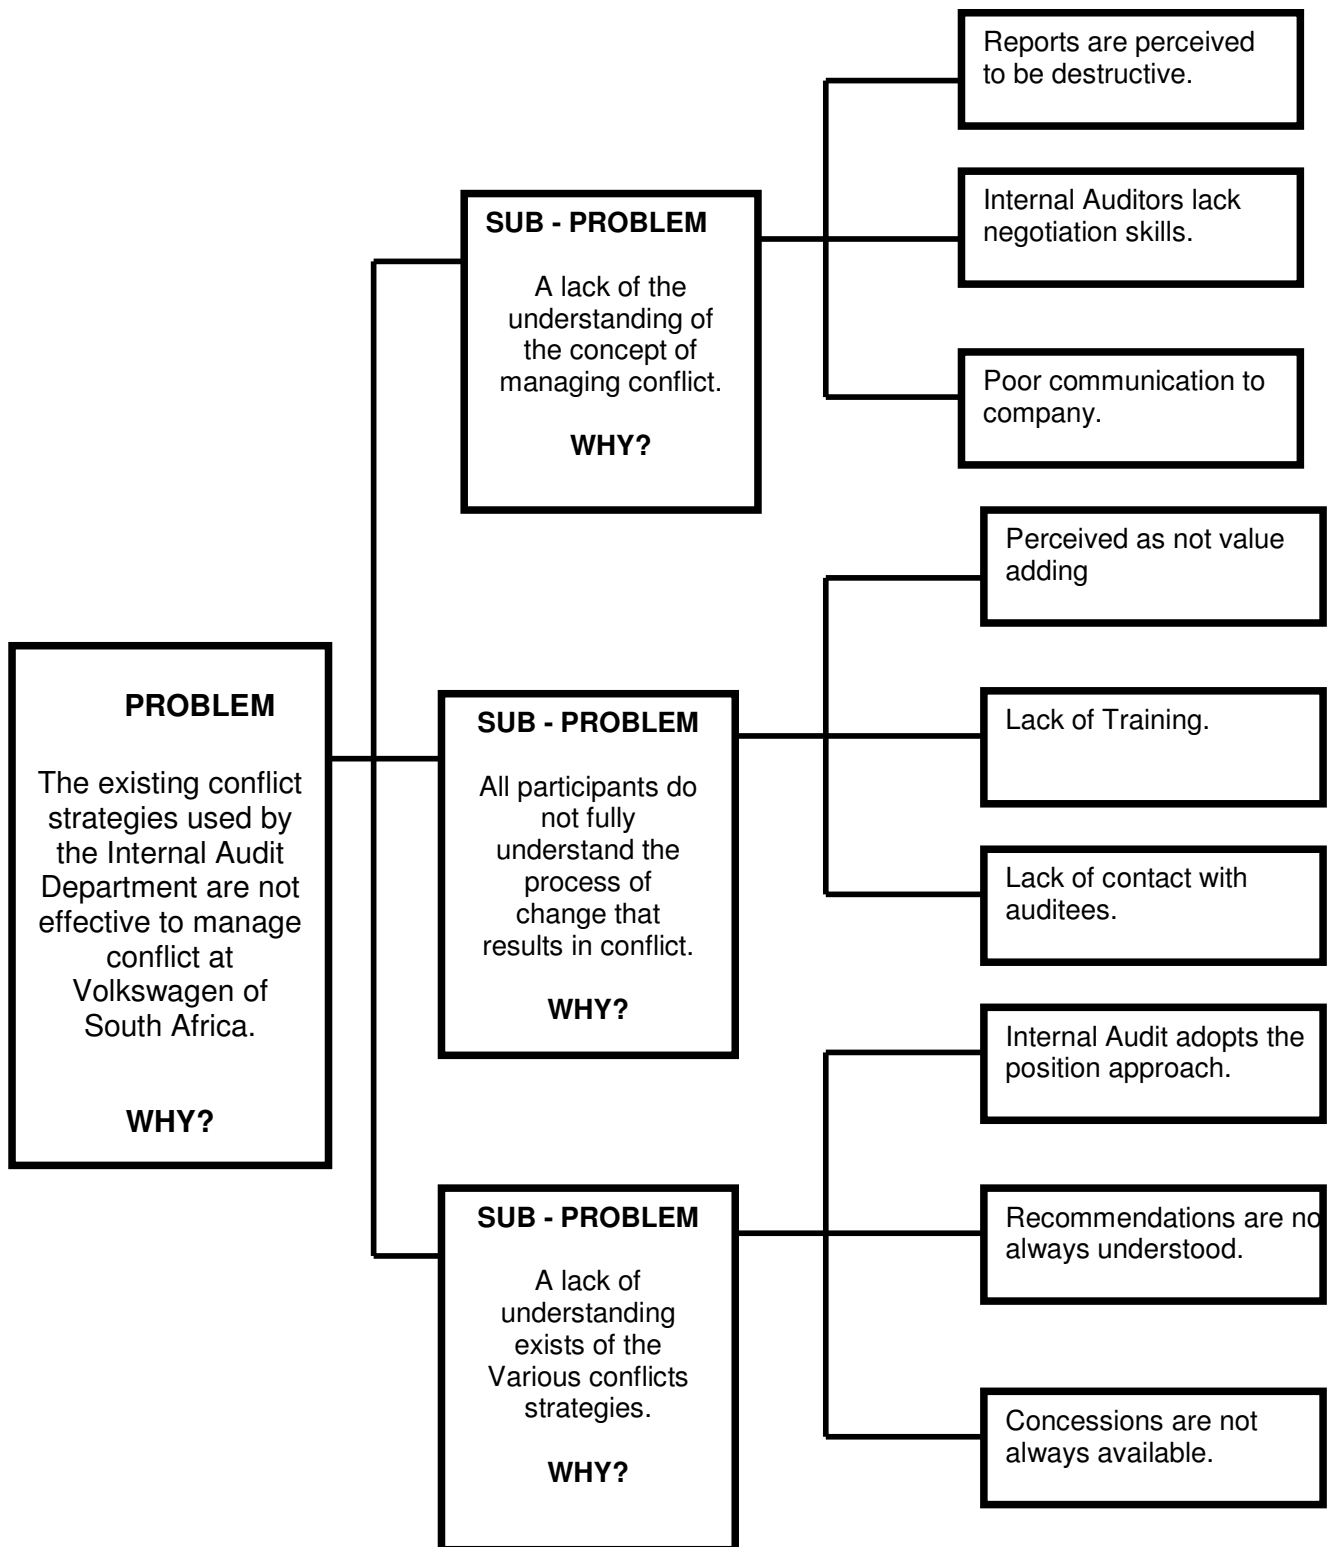 PROBLEM
The existing conflict
strategies used by
the Internal Audit
Department are not
effective to manage
conflict at
Volkswagen of
South Africa.
WHY?
SUB - PROBLEM
A lack of the
understanding of
the concept of
managing conflict.
WHY?
Reports are perceived
to be destructive.
Internal Auditors lack
negotiation skills.
Poor communication to
company.
SUB - PROBLEM
All participants do
not fully
understand the
process of
change that
results in conflict.
WHY?
Perceived as not value
adding
Lack of Training.
Lack of contact with
auditees.
SUB - PROBLEM
A lack of
understanding
exists of the
Various conflicts
strategies.
WHY?
Internal Audit adopts the
position approach.
Recommendations are no
always understood.
Concessions are not
always available.